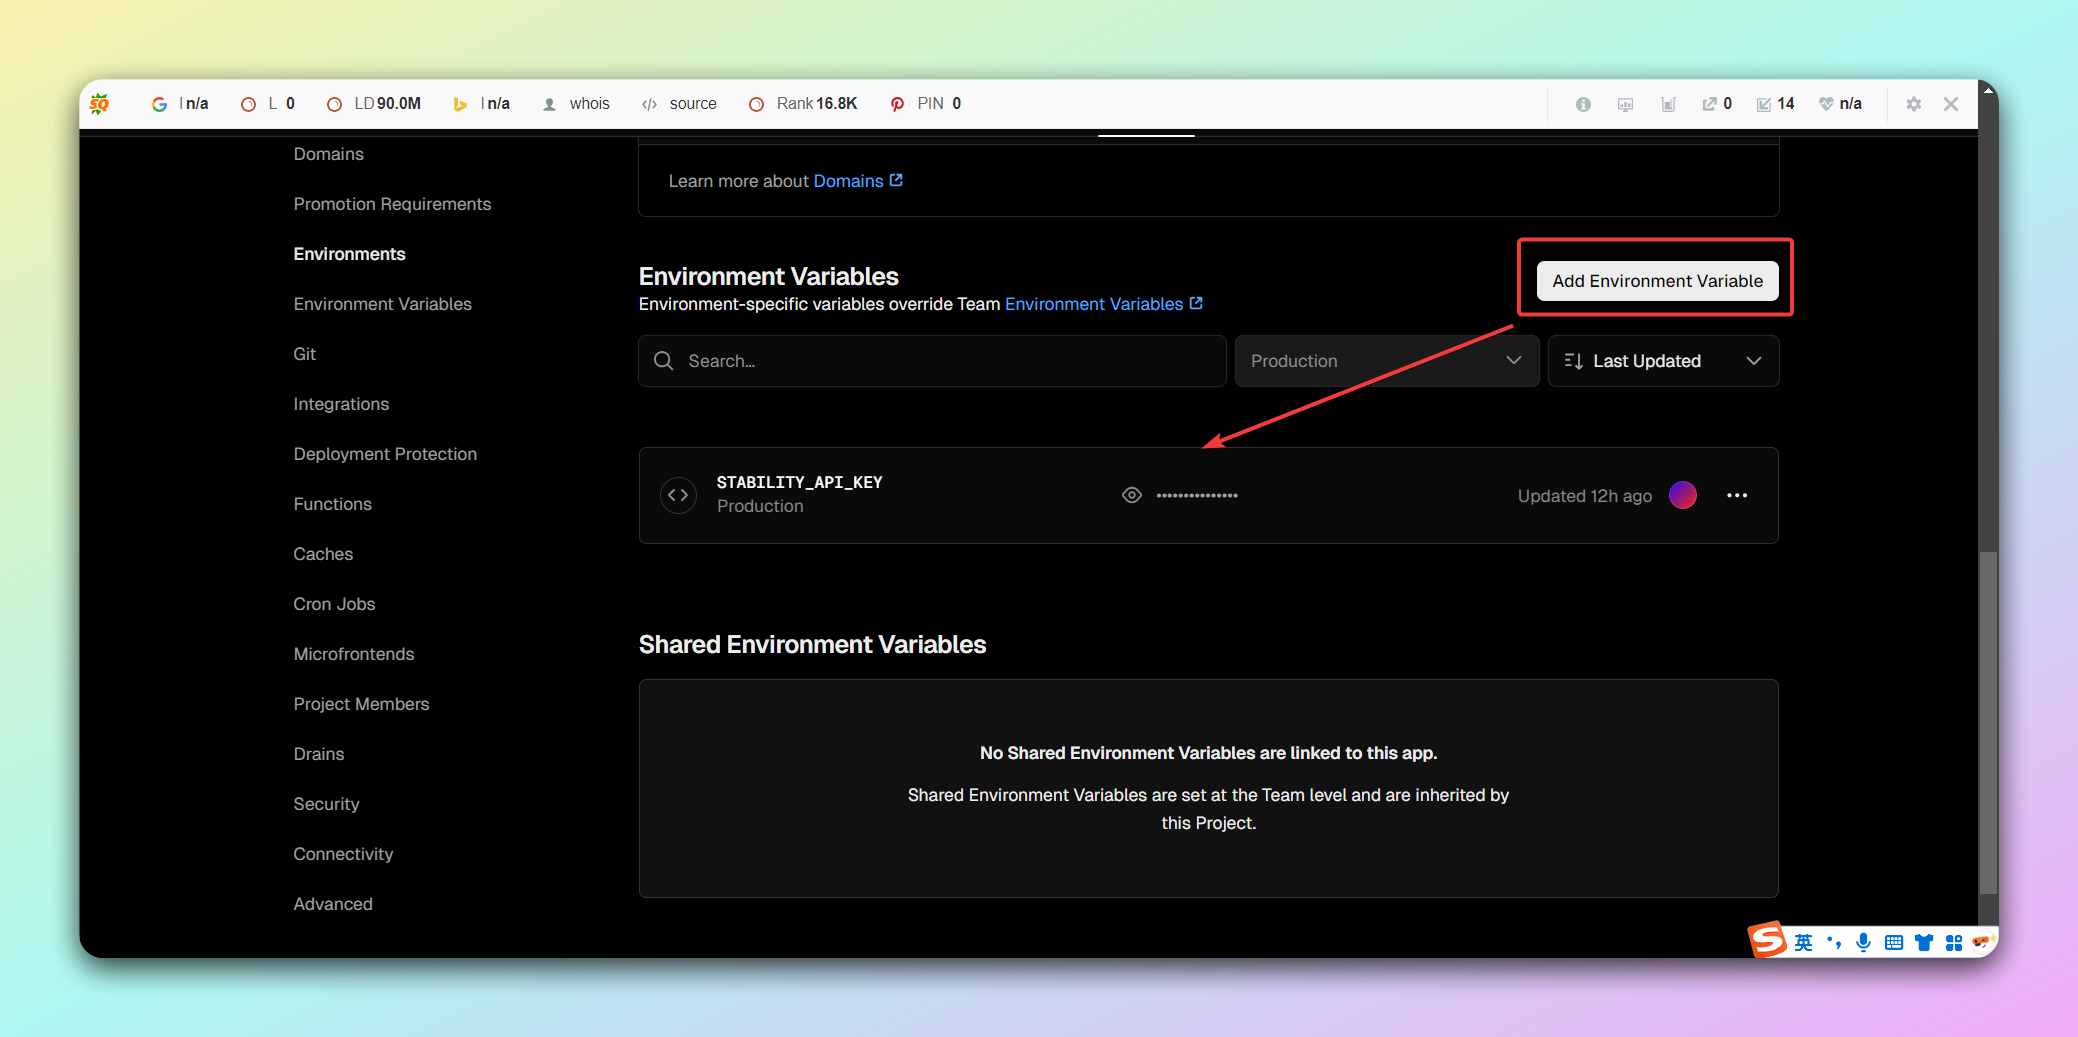 SQ
I n/a
L 0
LD 90.0M
I n/a
whois
source
Rank 16.8K
PIN 0
0
14
n/a
Domains
Promotion Requirements
Environments
Environment Variables
Git
Integrations
Deployment Protection
Functions
Caches
Cron Jobs
Microfrontends
Project Members
Drains
Security
Connectivity
Advanced
Learn more about Domains
Environment Variables
Environment-specific variables override Team Environment Variables
Add Environment Variable
Search...
Production
Last Updated
STABILITY_API_KEY
Production
•••••••••••••••
Updated 12h ago
Shared Environment Variables
No Shared Environment Variables are linked to this app.
Shared Environment Variables are set at the Team level and are inherited by
this Project.
S
英